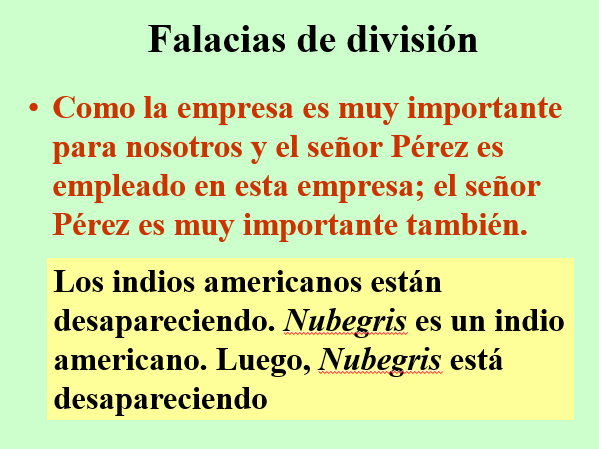 Falacias de división
• Como la empresa es muy importante
para nosotros y el señor Pérez es
empleado en esta empresa; el señor
Pérez es muy importante también.
Los indios americanos están
desapareciendo. Nubegris es un indio
americano. Luego, Nubegris está
desapareciendo